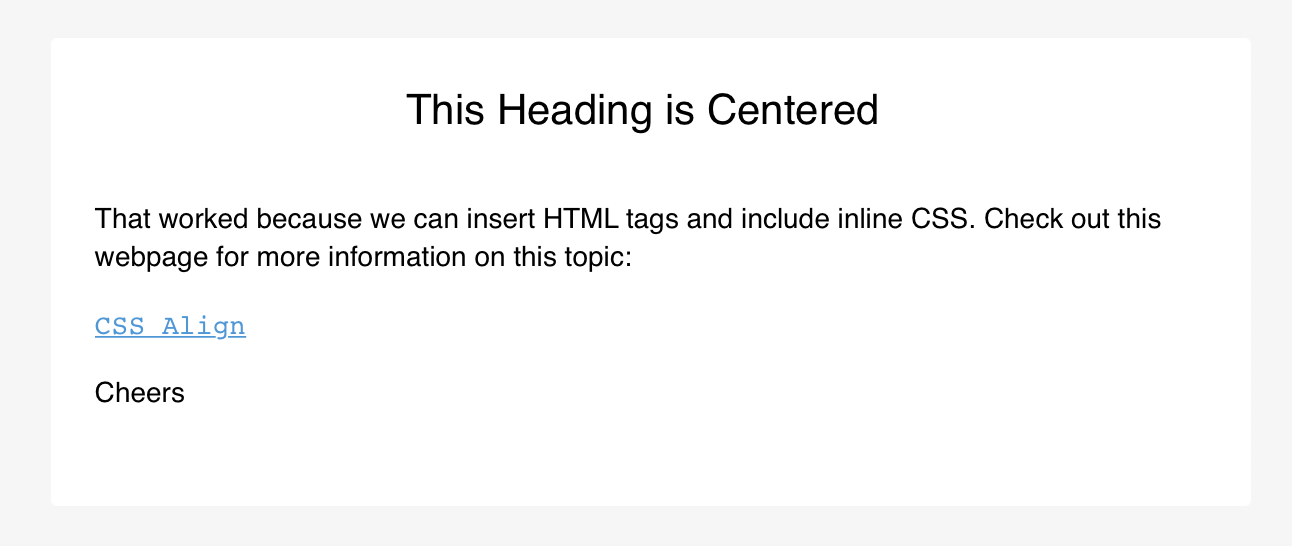 This Heading is Centered
That worked because we can insert HTML tags and include inline CSS. Check out this
webpage for more information on this topic:
CSS Align
Cheers